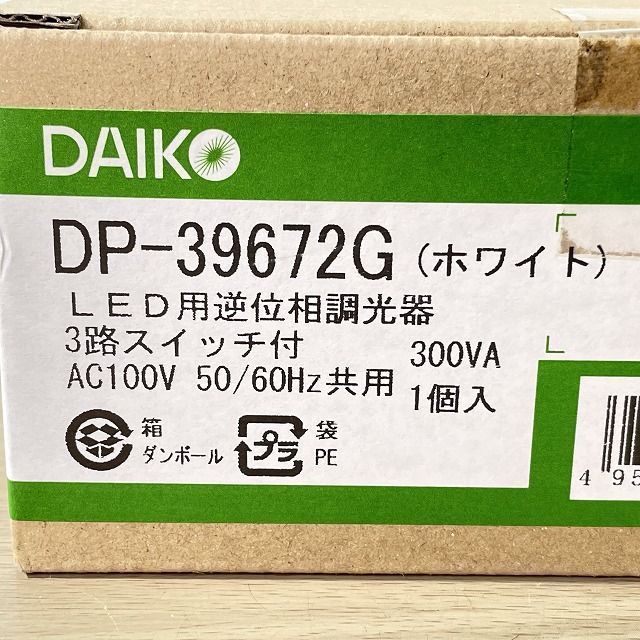 DAIKO
DP-39672G (ホワイト)
LED用逆位相調光器
3路スイッチ付
300VA
AC100V 50/60Hz共用
1個入
箱
ダンボール
プラ
袋
PE
4 95